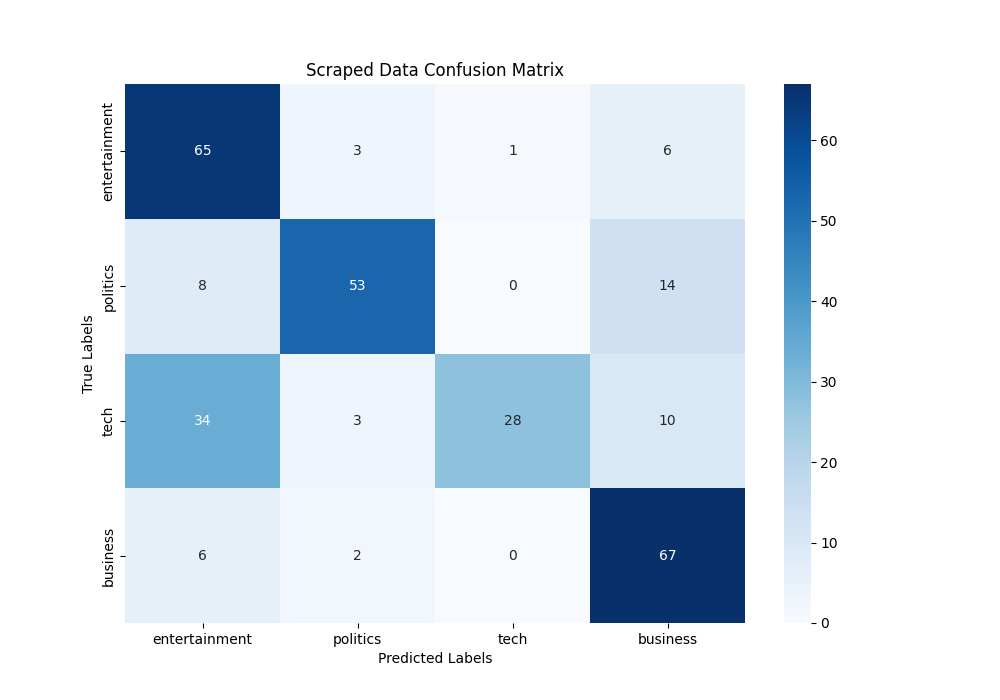 Scraped Data Confusion Matrix
True Labels
entertainment
65 3 1 6
politics
8 53 0 14
tech
34 3 28 10
business
6 2 0 67
entertainment politics tech business
Predicted Labels
60
50
40
30
20
10
0